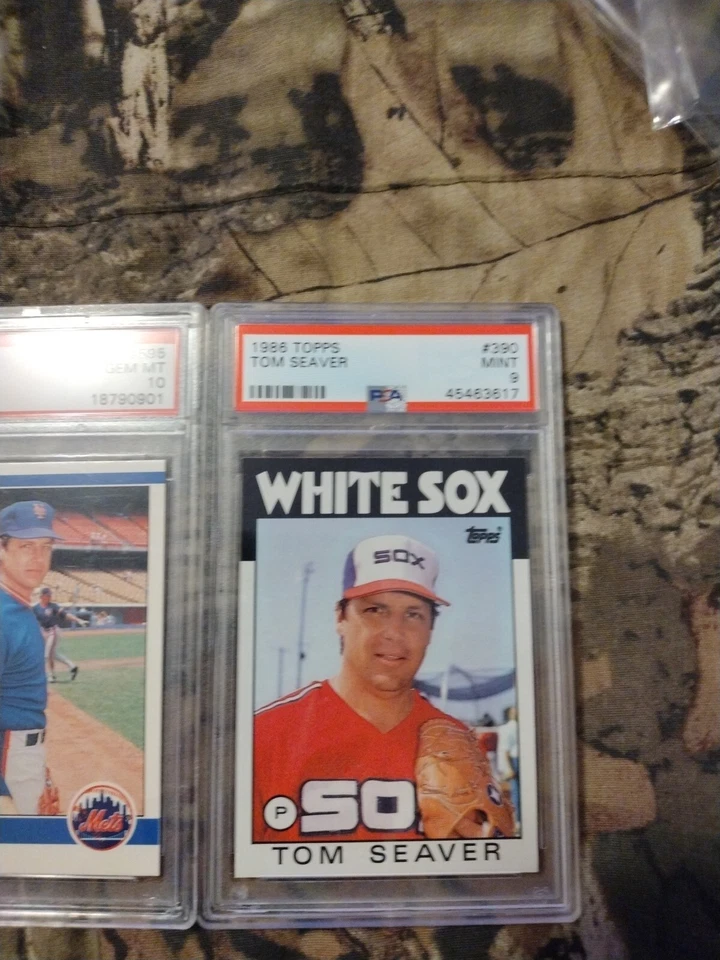 GEM MT
10
18790901
Mets
1986 TOPPS
TOM SEAVER
#390
MINT
9
PSA
45463617
WHITE SOX
TOPPS
SOX
P
SO
TOM SEAVER